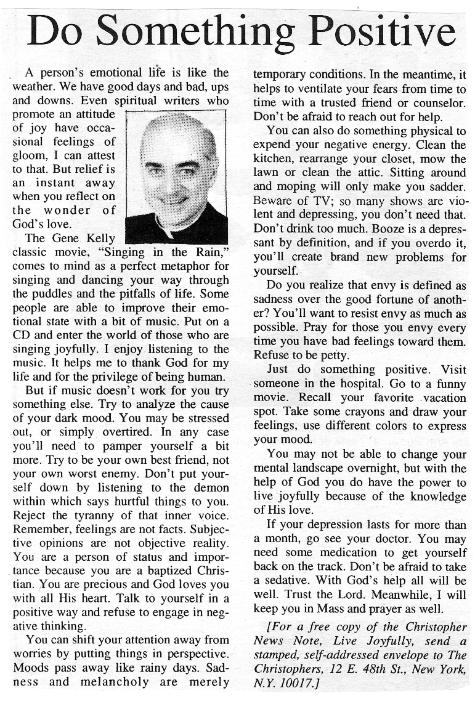 Do Something Positive
A person's emotional life is like the
weather. We have good days and bad, ups
and downs. Even spiritual writers who
promote an attitude
of joy have occa-
sional feelings of
gloom, I can attest
to that. But relief is
an instant away
when you reflect on
the wonder of
God's love.
The Gene Kelly
classic movie, "Singing in the Rain,"
comes to mind as a perfect metaphor for
singing and dancing your way through
the puddles and the pitfalls of life. Some
people are able to improve their emo-
tional state with a bit of music. Put on a
CD and enter the world of those who are
singing joyfully. I enjoy listening to the
music. It helps me to thank God for my
life and for the privilege of being human.
But if music doesn't work for you try
something else. Try to analyze the cause
of your dark mood. You may be stressed
out, or simply overtired. In any case
you'll need to pamper yourself a bit
more. Try to be your own best friend, not
your own worst enemy. Don't put your-
self down by listening to the demon
within which says hurtful things to you.
Reject the tyranny of that inner voice.
Remember, feelings are not facts. Subjec-
tive opinions are not objective reality.
You are a person of status and impor-
tance because you are a baptized Chris-
tian. You are precious and God loves you
with all His heart. Talk to yourself in a
positive way and refuse to engage in neg-
ative thinking.
You can shift your attention away from
worries by putting things in perspective.
Moods pass away like rainy days. Sad-
ness and melancholy are merely
temporary conditions. In the meantime, it
helps to ventilate your fears from time to
time with a trusted friend or counselor.
Don't be afraid to reach out for help.
You can also do something physical to
expend your negative energy. Clean the
kitchen, rearrange your closet, mow the
lawn or clean the attic. Sitting around
and moping will only make you sadder.
Beware of TV; so many shows are vio-
lent and depressing, you don't need that.
Don't drink too much. Booze is a depres-
sant by definition, and if you overdo it,
you'll create brand new problems for
yourself.
Do you realize that envy is defined as
sadness over the good fortune of anoth-
er? You'll want to resist envy as much as
possible. Pray for those you envy every
time you have bad feelings toward them.
Refuse to be petty.
Just do something positive. Visit
someone in the hospital. Go to a funny
movie. Recall your favorite vacation
spot. Take some crayons and draw your
feelings, use different colors to express
your mood.
You may not be able to change your
mental landscape overnight, but with the
help of God you do have the power to
live joyfully because of the knowledge
of His love.
If your depression lasts for more than
a month, go see your doctor. You may
need some medication to get yourself
back on the track. Don't be afraid to take
a sedative. With God's help all will be
well. Trust the Lord. Meanwhile, I will
keep you in Mass and prayer as well.
[For a free copy of the Christopher
News Note, Live Joyfully, send a
stamped, self-addressed envelope to The
Christophers, 12 E. 48th St., New York,
N.Y. 10017.]